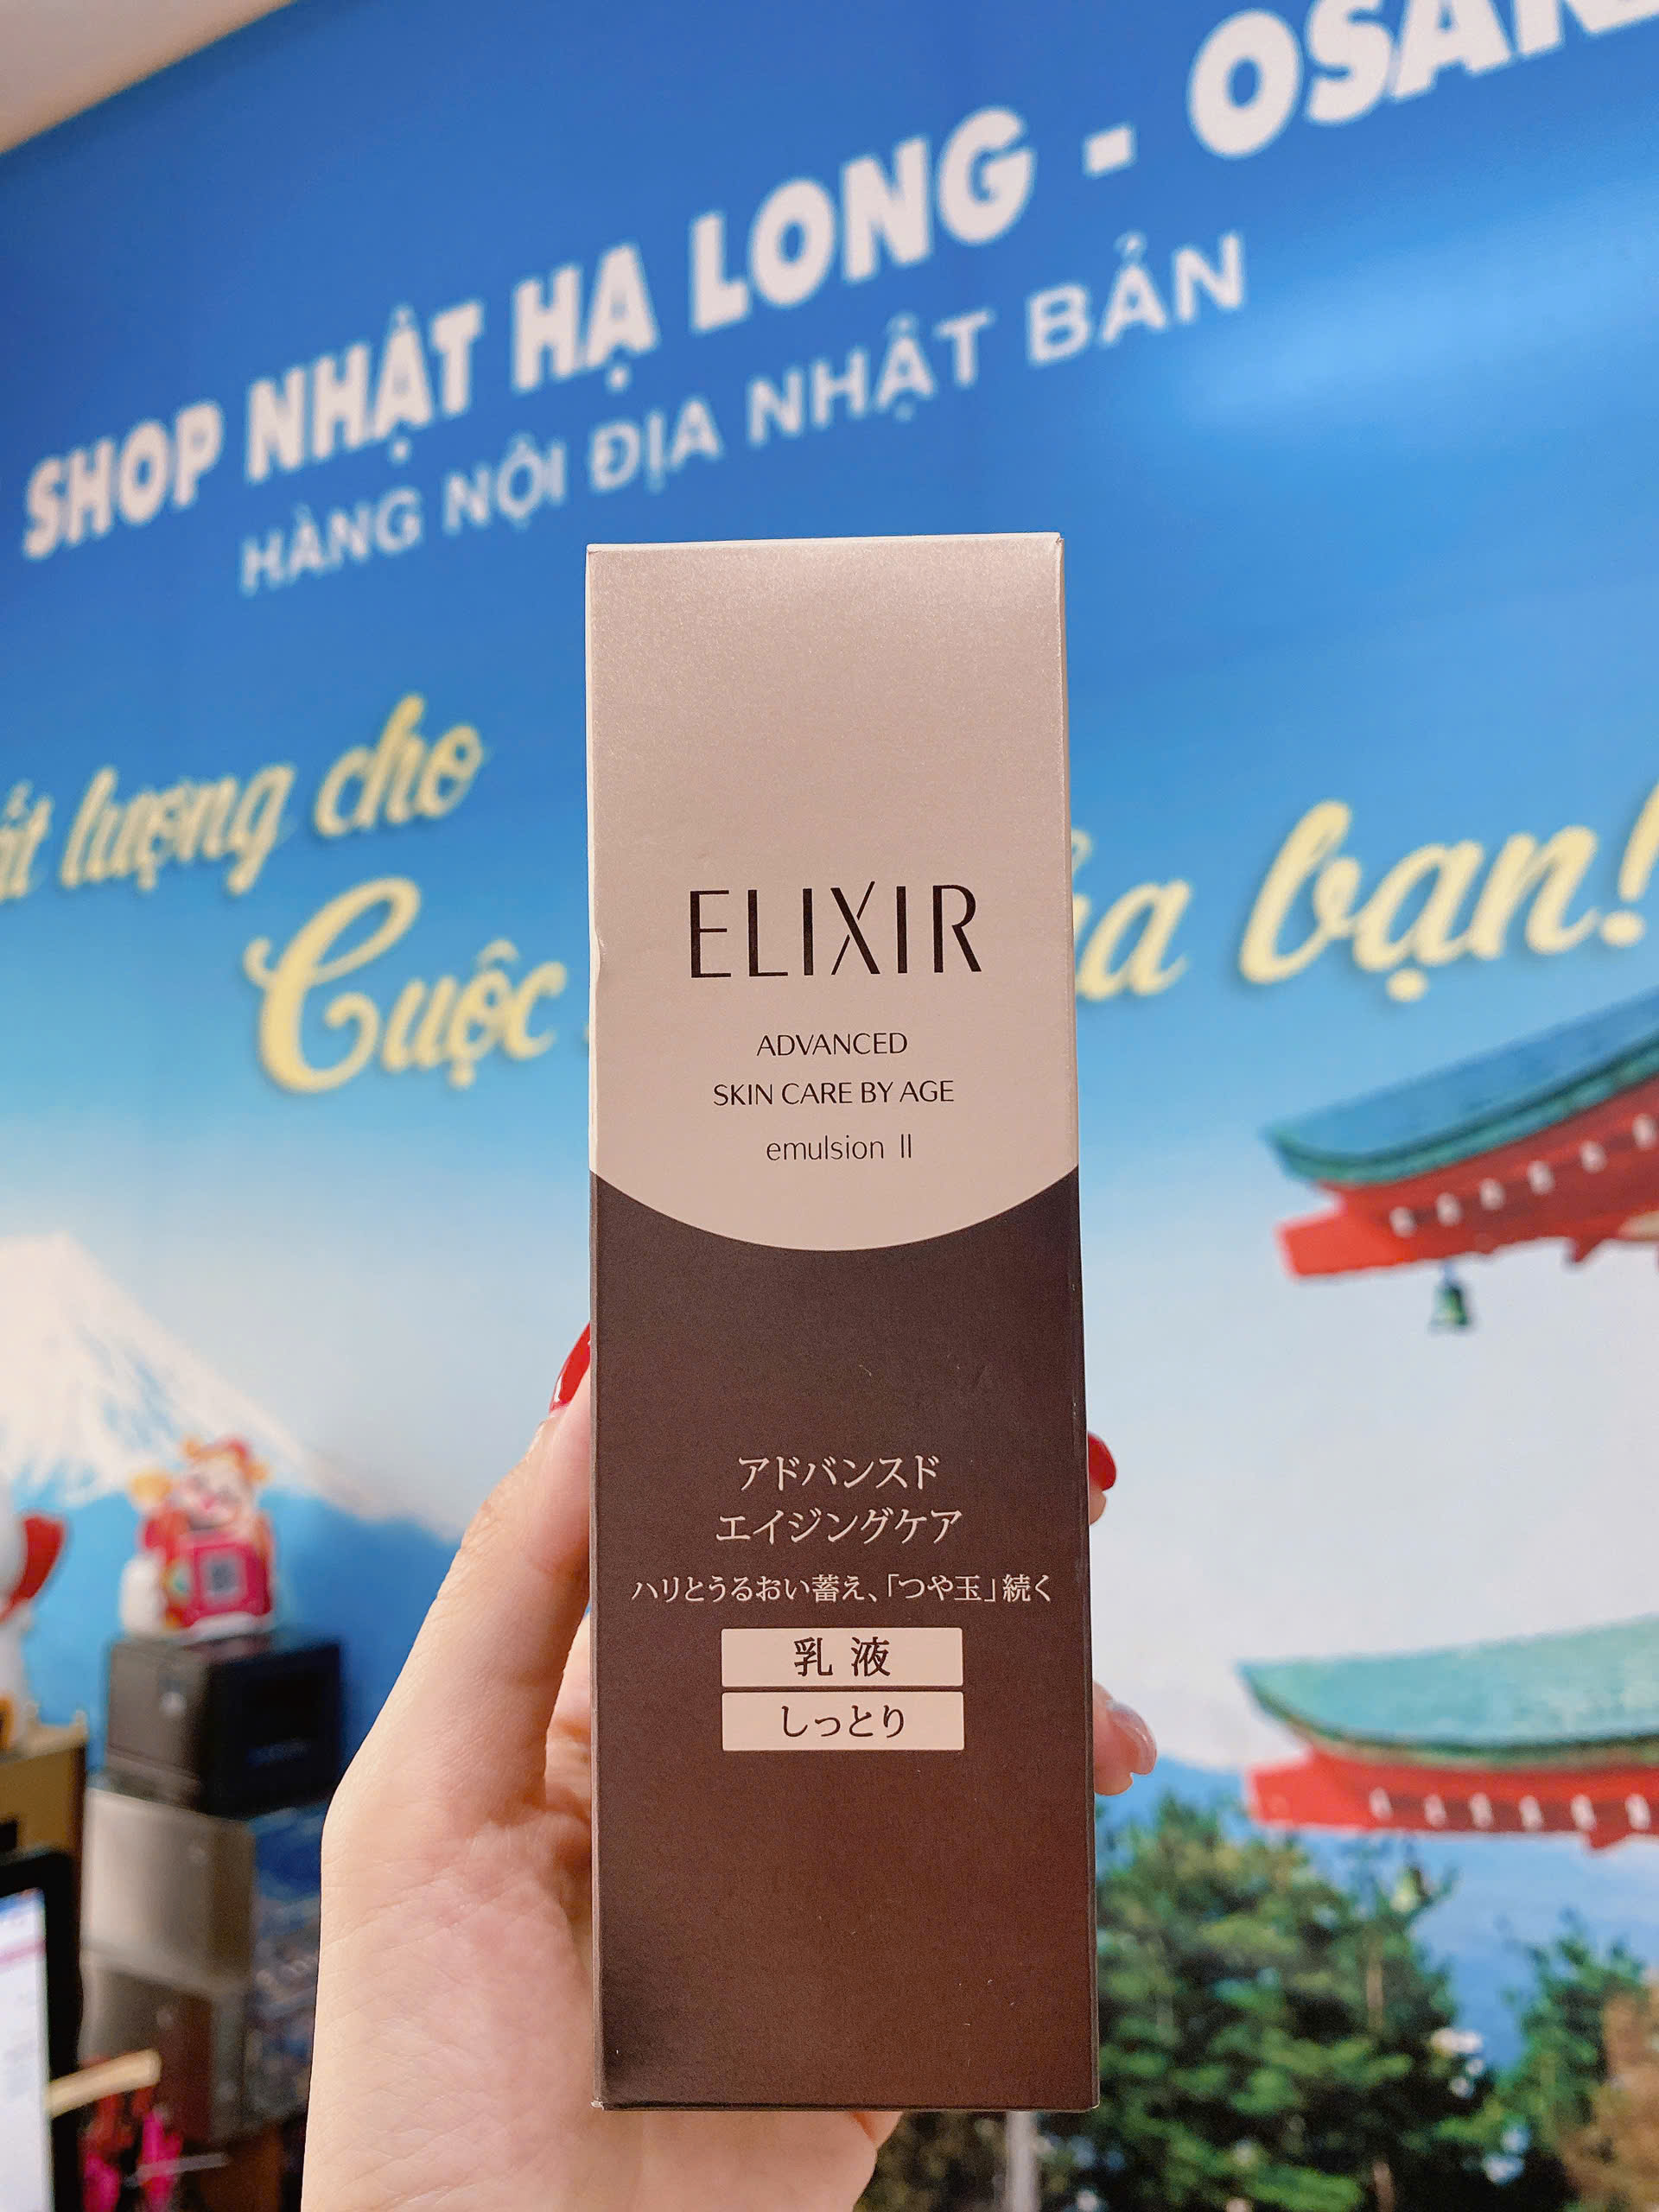 SHOP NHẬT HẠ LONG - OSAN
HÀNG NỘI ĐỊA NHẬT BẢN
lượng cho
Cuộc
bạn!
ELIXIR
ADVANCED
SKIN CARE BY AGE
emulsion II
アドバンスド
エイジングケア
ハリとうるおい蓄え、「つや玉」続く
乳液
しっとり